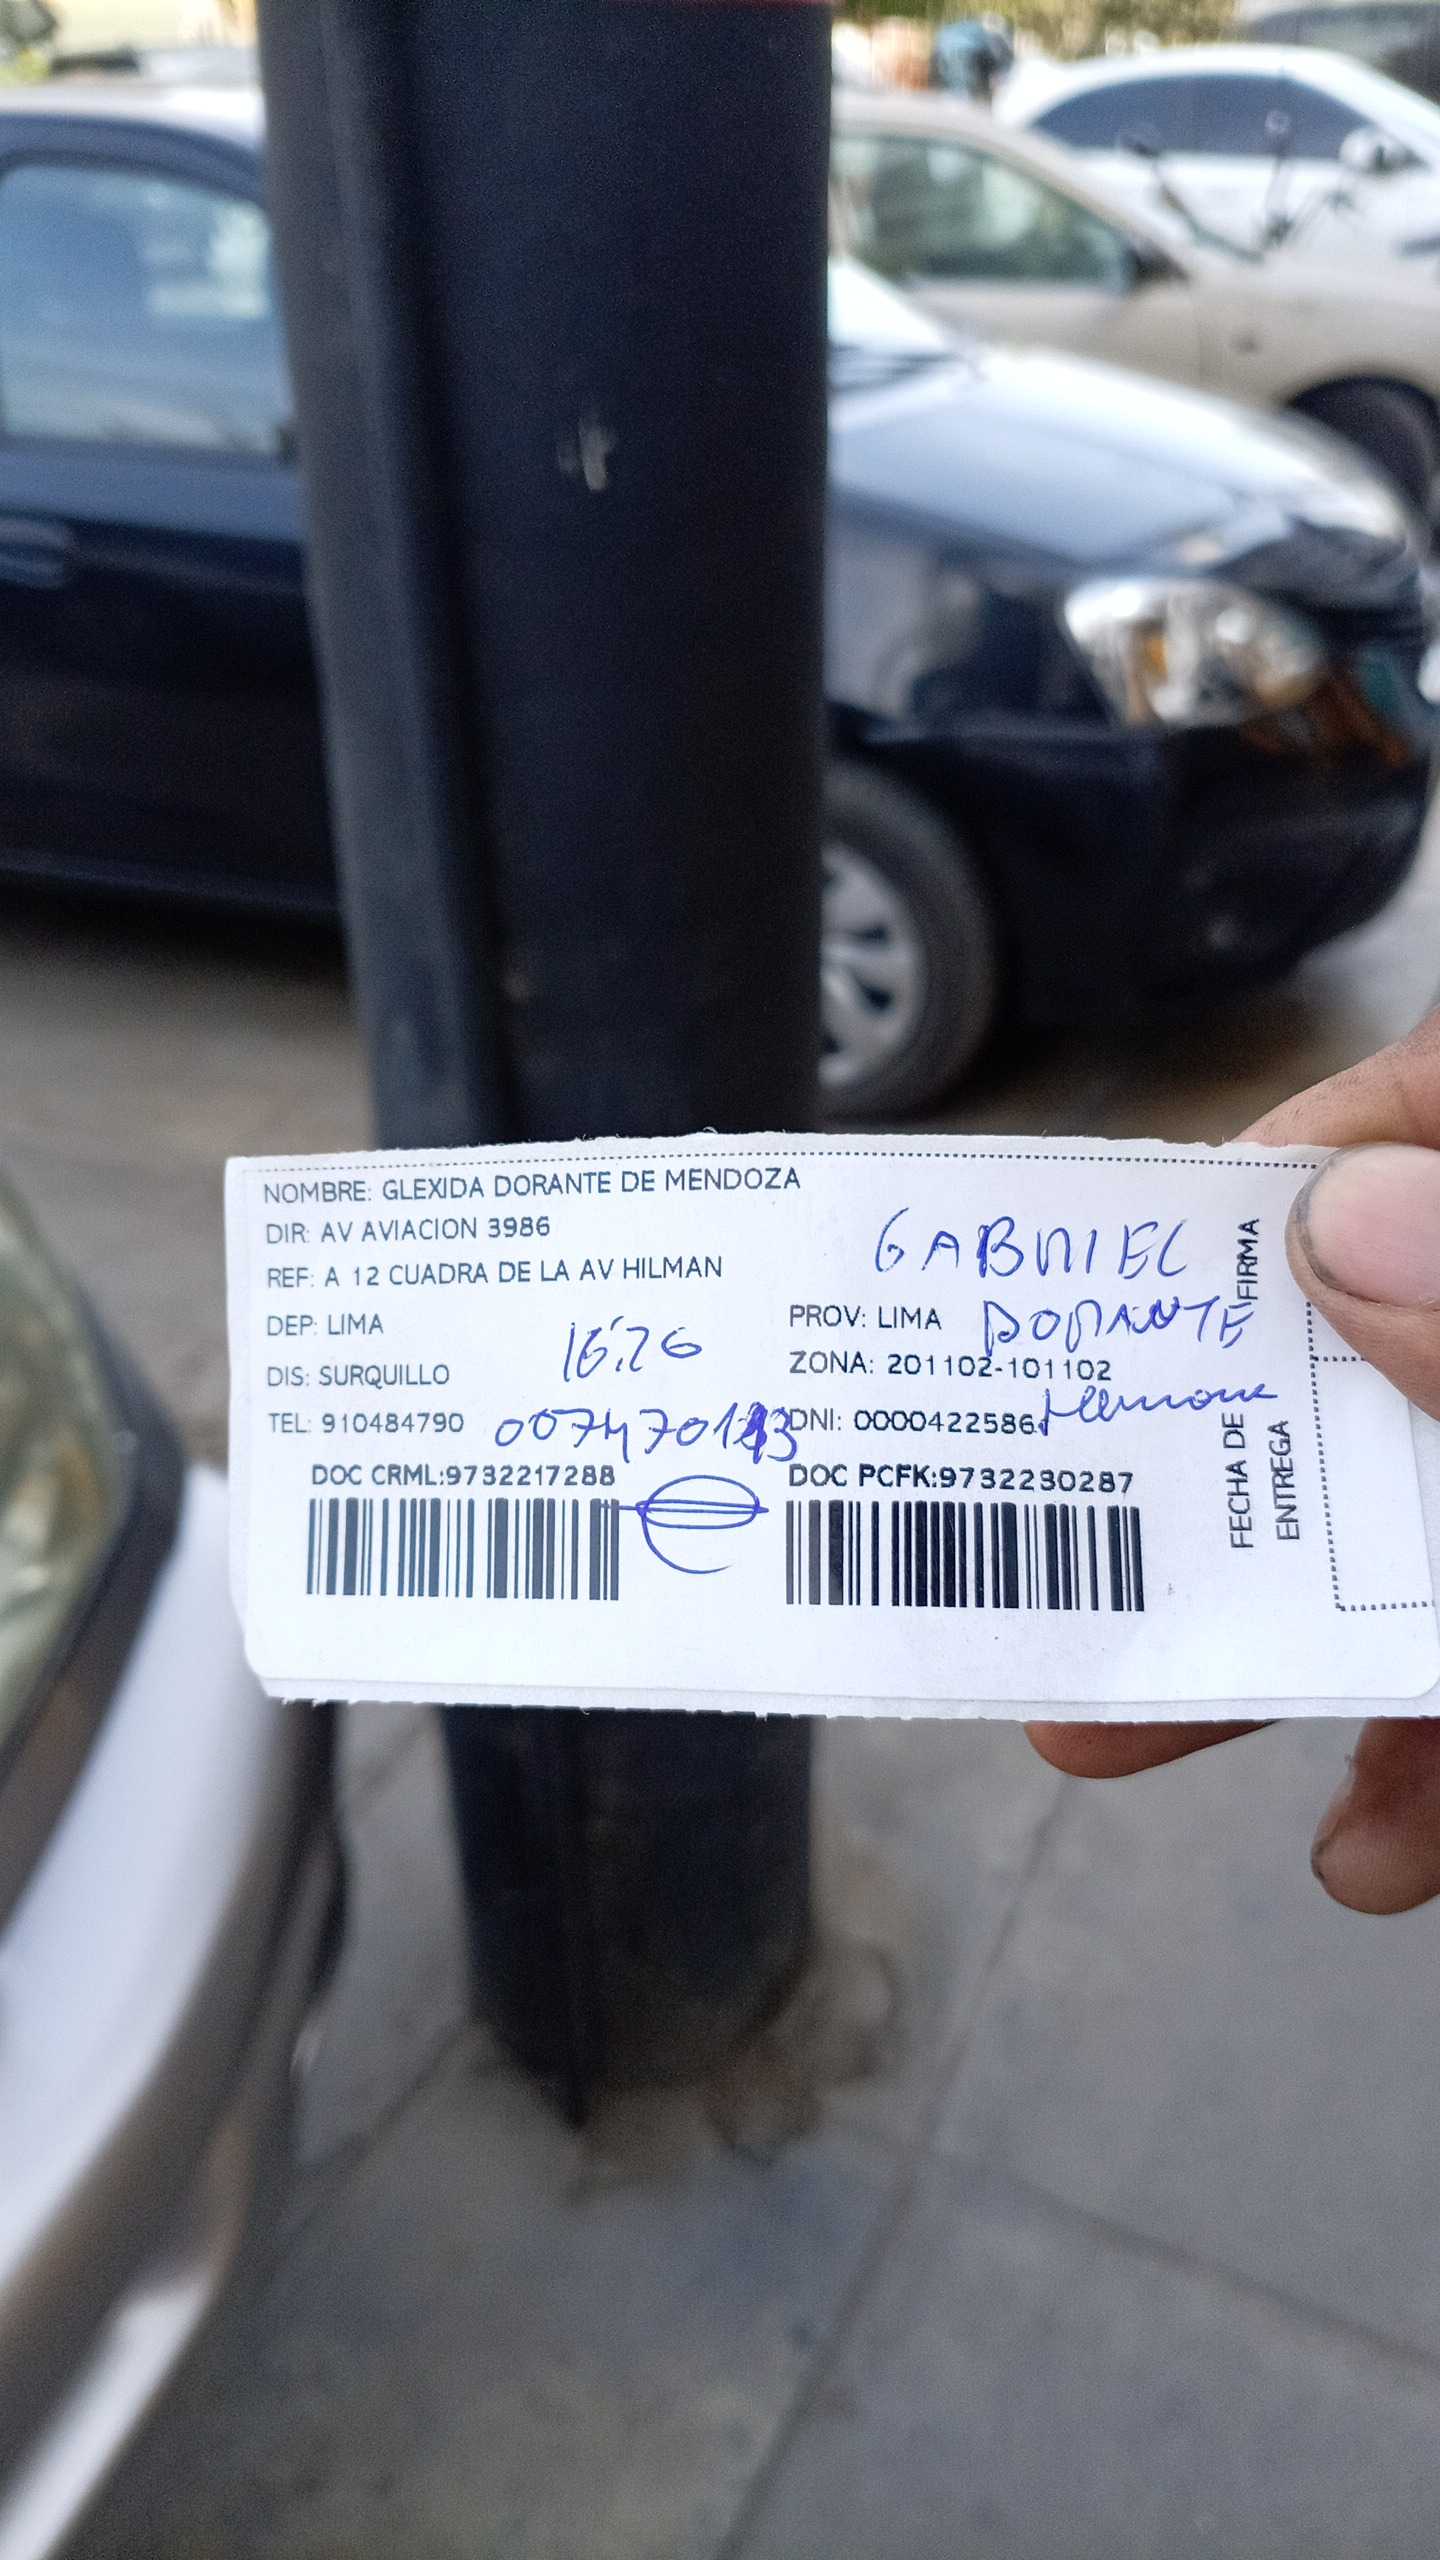 NOMBRE: GLEXIDA DORANTE DE MENDOZA
DIR: AV AVIACION 3986
GABRIEL
REF: A 12 CUADRA DE LA AV HILMAN
FIRMA
DEP: LIMA
PROV: LIMA
DORANTE
16:26
DIS: SURQUILLO
ZONA: 201102-101102
Hermana
TEL: 910484790
DNI: 0000422586
DOC CRML:9732217288
DOC PCFK:9732230287
FECHA DE
ENTREGA